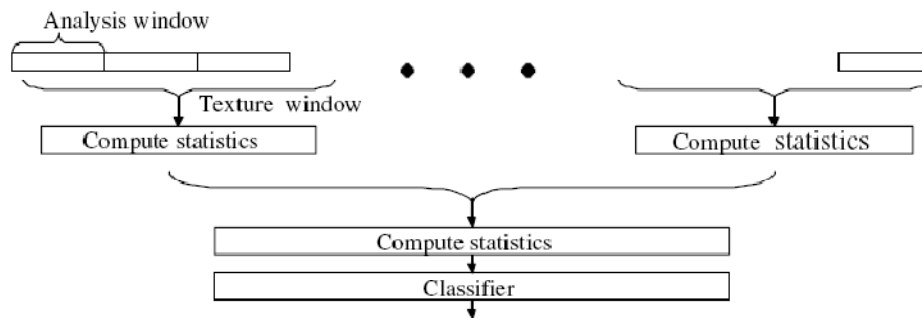 Analysis window
Texture window
Compute statistics
Compute statistics
Compute statistics
Classifier